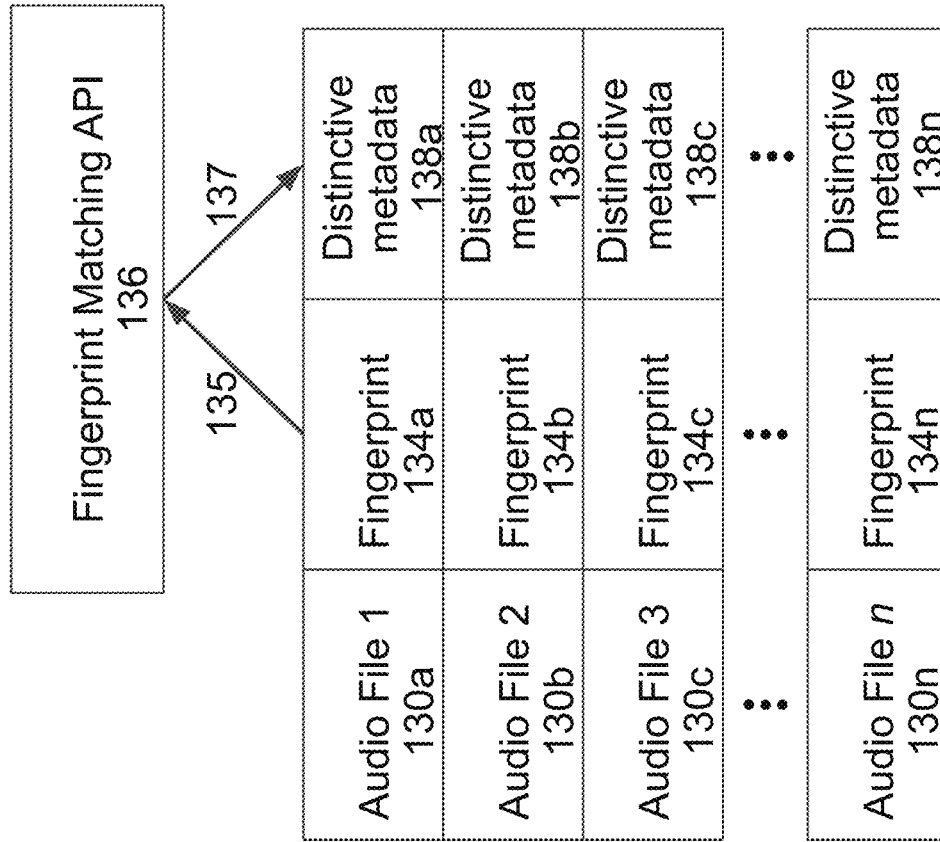 Fingerprint Matching API
136
135
137
Audio File 1
130a
Fingerprint
134a
Distinctive
metadata
138a
Audio File 2
130b
Fingerprint
134b
Distinctive
metadata
138b
Audio File 3
130c
Fingerprint
134c
Distinctive
metadata
138c
Audio File n
130n
Fingerprint
134n
Distinctive
metadata
138n